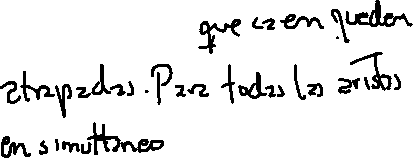 que caen queden
atrapadas. Para todas las aristas
en simultaneo